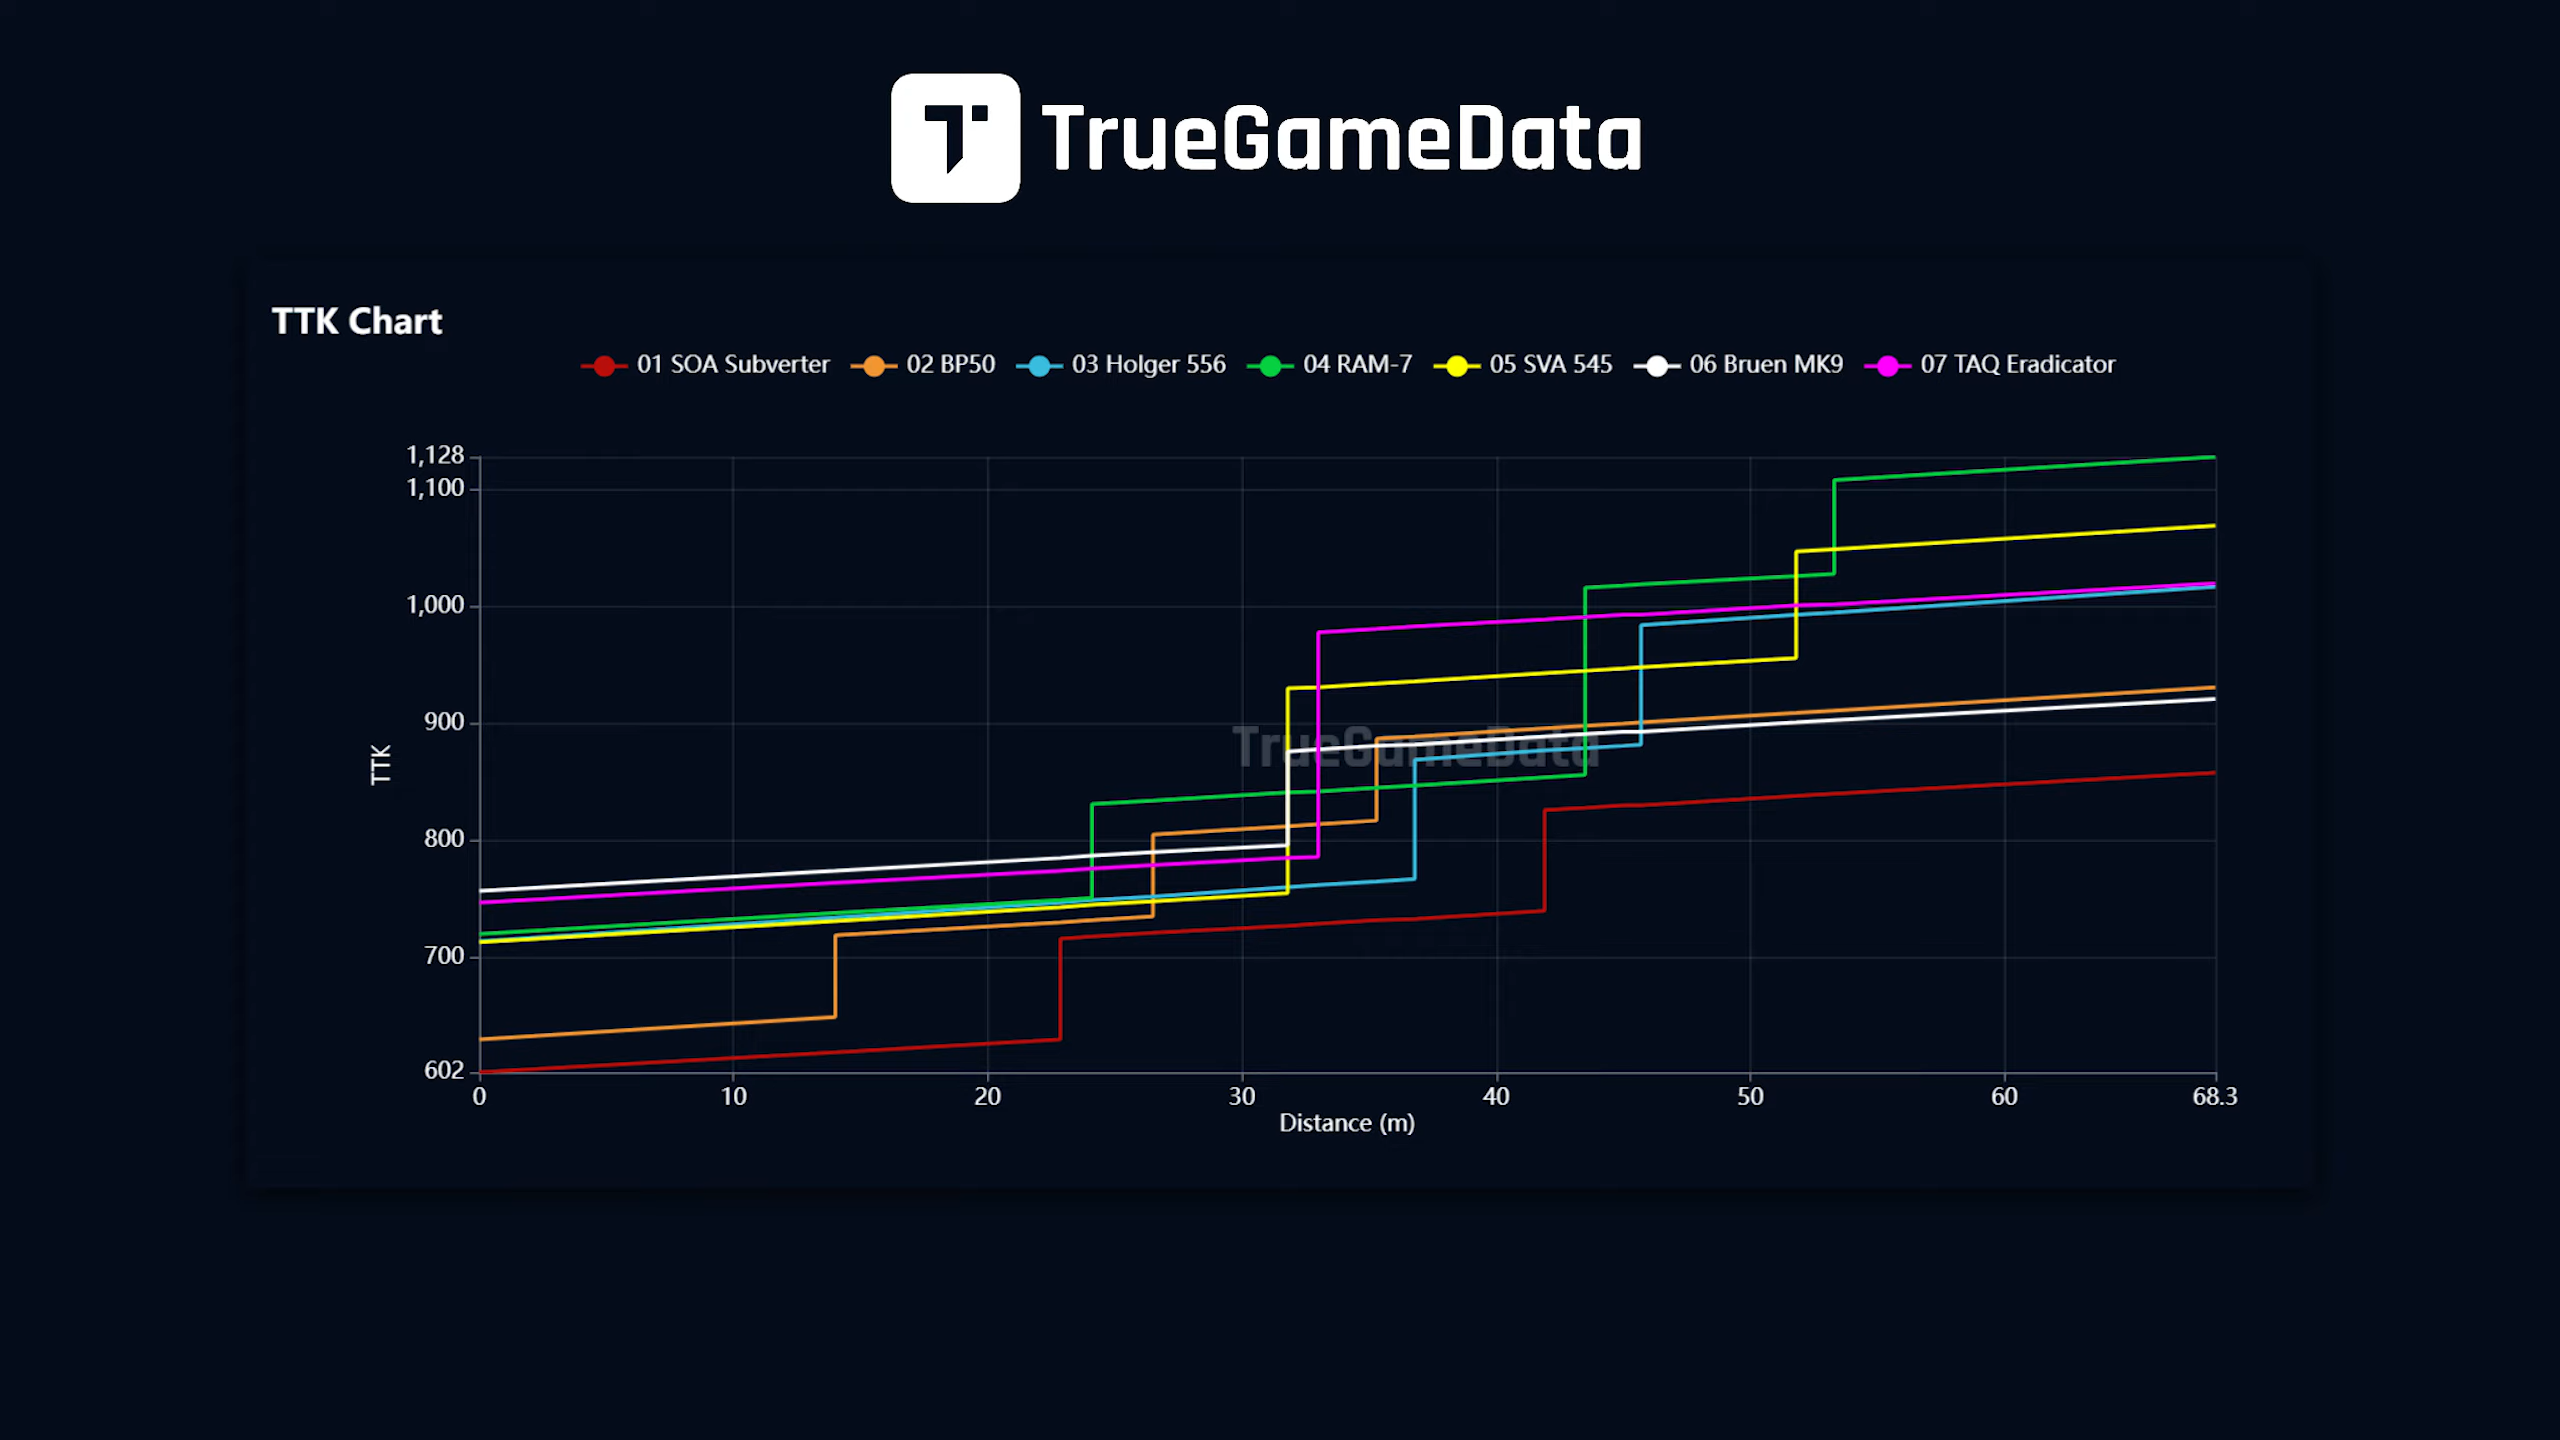 TrueGameData
TTK Chart
01 SOA Subverter 02 BP50 03 Holger 556 04 RAM-7 05 SVA 545 06 Bruen MK9 07 TAQ Eradicator
1,128
1,100
1,000
900
800
700
602
TTK
TrueGameData
0 10 20 30 40 50 60 68.3
Distance (m)